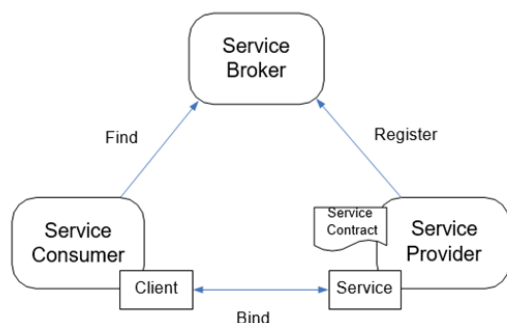 Service
Broker
Find
Register
Service
Consumer
Service
Contract
Service
Provider
Client
Service
Bind